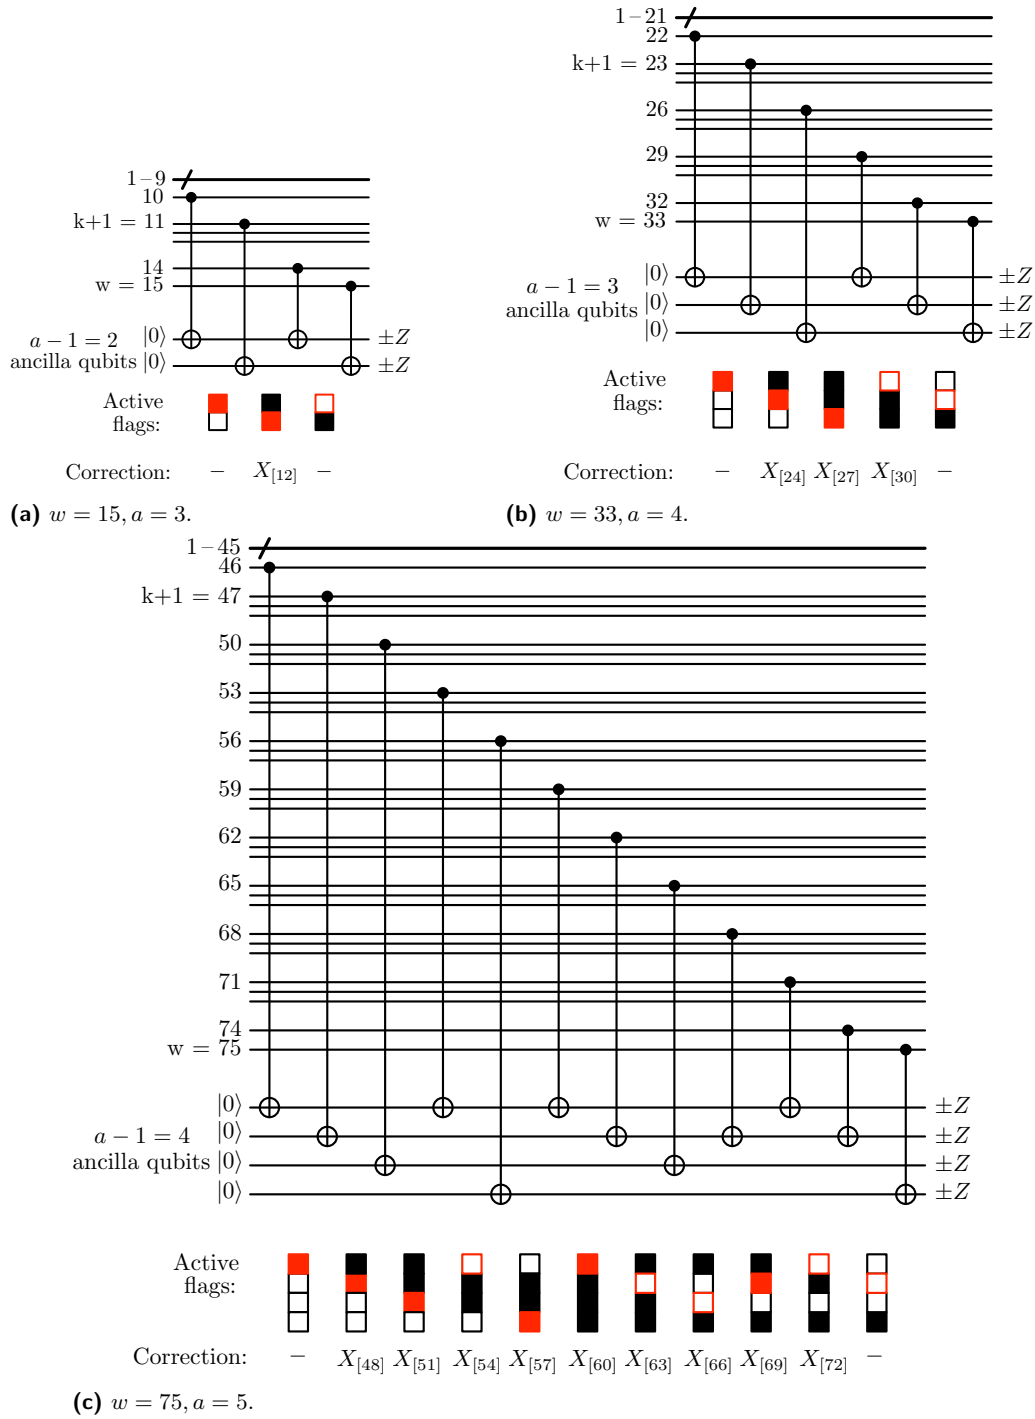 1–9
10
k+1 = 11
14
w = 15
a − 1 = 2
ancilla qubits
|0⟩
|0⟩
±Z
±Z
Active
flags:
Correction: – X[12] –
(a) w = 15, a = 3.
1–21
22
k+1 = 23
26
29
32
w = 33
a − 1 = 3
ancilla qubits
|0⟩
|0⟩
|0⟩
±Z
±Z
±Z
Active
flags:
Correction: – X[24] X[27] X[30] –
(b) w = 33, a = 4.
1–45
46
k+1 = 47
50
53
56
59
62
65
68
71
74
w = 75
a − 1 = 4
ancilla qubits
|0⟩
|0⟩
|0⟩
|0⟩
±Z
±Z
±Z
±Z
Active
flags:
Correction: – X[48] X[51] X[54] X[57] X[60] X[63] X[66] X[69] X[72] –
(c) w = 75, a = 5.